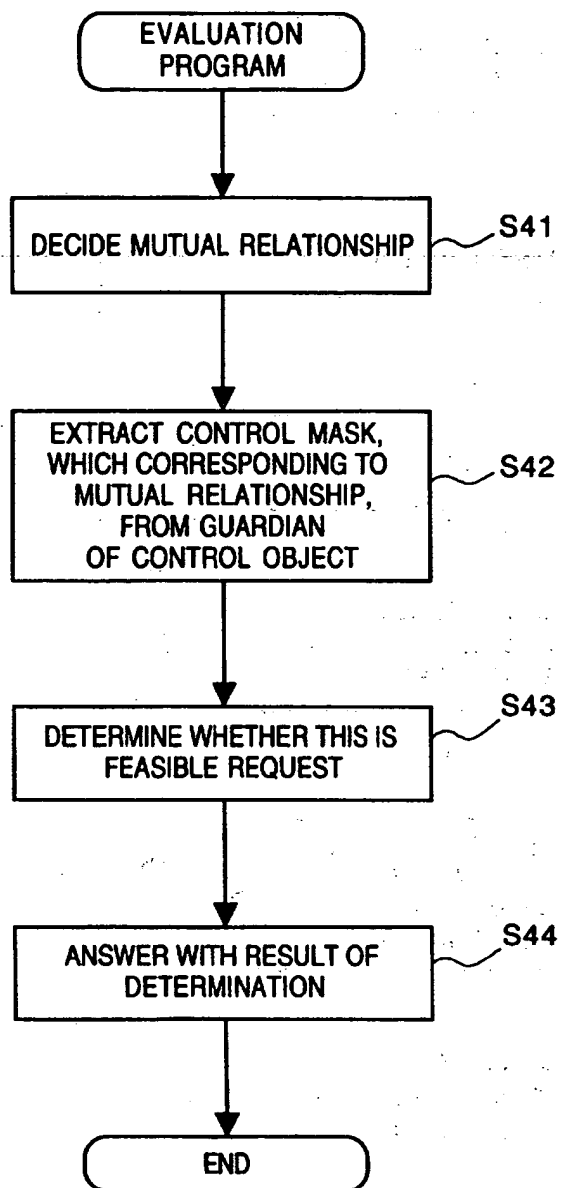 EVALUATION
PROGRAM
DECIDE MUTUAL RELATIONSHIP
S41
EXTRACT CONTROL MASK,
WHICH CORRESPONDING TO
MUTUAL RELATIONSHIP,
FROM GUARDIAN
OF CONTROL OBJECT
S42
DETERMINE WHETHER THIS IS
FEASIBLE REQUEST
S43
ANSWER WITH RESULT OF
DETERMINATION
S44
END